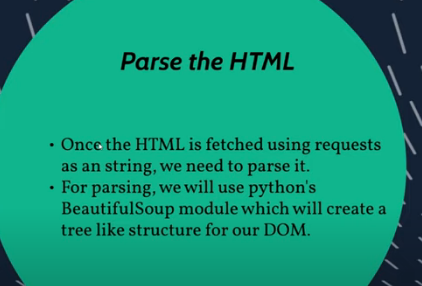 Parse the HTML
• Once the HTML is fetched using requests
as an string, we need to parse it.
• For parsing, we will use python's
BeautifulSoup module which will create a
tree like structure for our DOM.